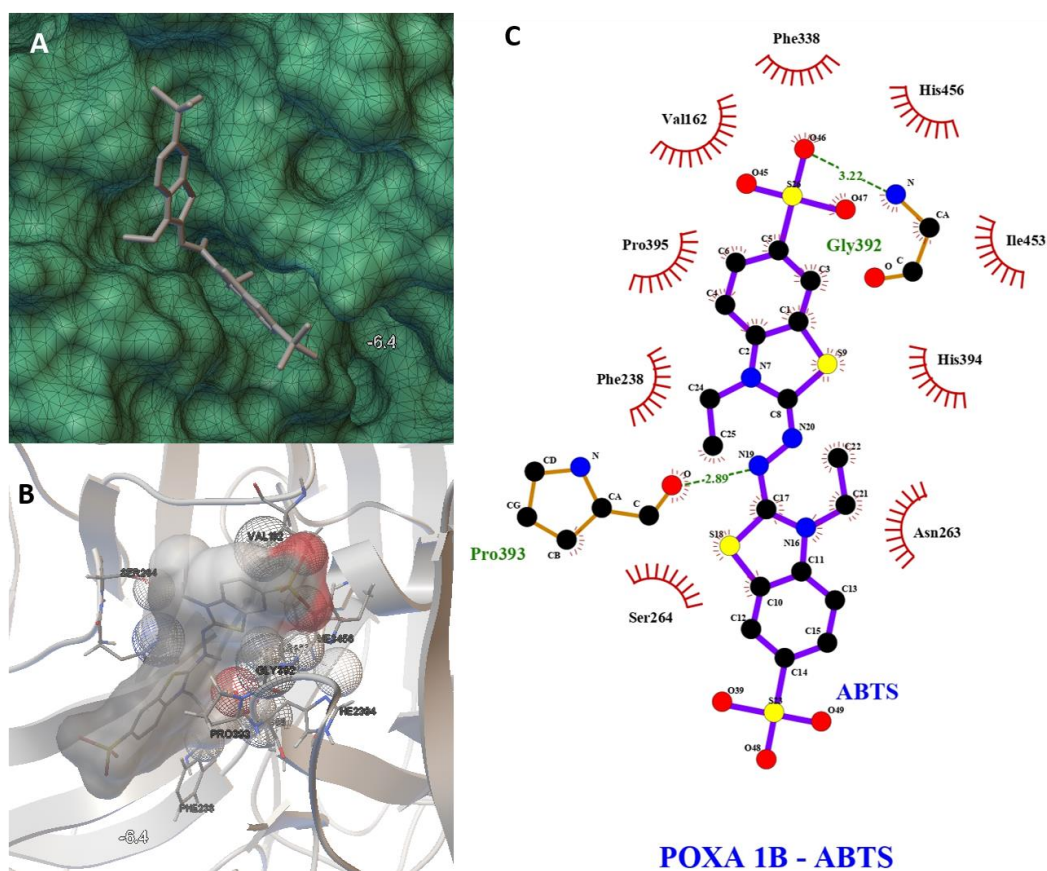 A
-6.4
B
VAL162
SER264
GLY392
PRO393
PHE238
-6.4
C
Phe338
His456
Val162
O46
O45
3.22
N
O47
CA
C5
Gly392
C
O
Ile453
Pro395
C6
C3
C4
C1
C2
S9
Phe238
N7
His394
C24
C8
N20
C25
N19
C22
CD
N
O
2.89
CA
C
C17
C21
CG
CB
S18
N16
Asn263
Pro393
C11
C10
C13
Ser264
C12
C15
C14
O39
ABTS
O49
O48
POXA 1B - ABTS